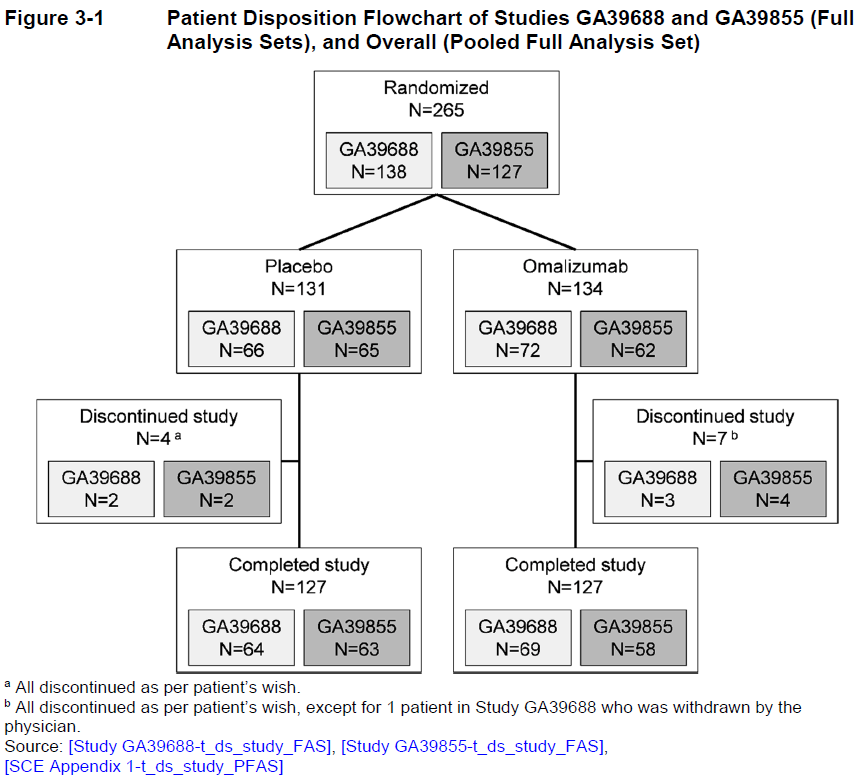 Figure 3-1 Patient Disposition Flowchart of Studies GA39688 and GA39855 (Full
Analysis Sets), and Overall (Pooled Full Analysis Set)
Randomized
N=265
GA39688
N=138
GA39855
N=127
Placebo
N=131
GA39688
N=66
GA39855
N=65
Omalizumab
N=134
GA39688
N=72
GA39855
N=62
Discontinued study
N=4 a
GA39688
N=2
GA39855
N=2
Discontinued study
N=7 b
GA39688
N=3
GA39855
N=4
Completed study
N=127
GA39688
N=64
GA39855
N=63
Completed study
N=127
GA39688
N=69
GA39855
N=58
a All discontinued as per patient's wish.
b All discontinued as per patient's wish, except for 1 patient in Study GA39688 who was withdrawn by the
physician.
Source: [Study GA39688-t_ds_study_FAS], [Study GA39855-t_ds_study_FAS],
[SCE Appendix 1-t_ds_study_PFAS]